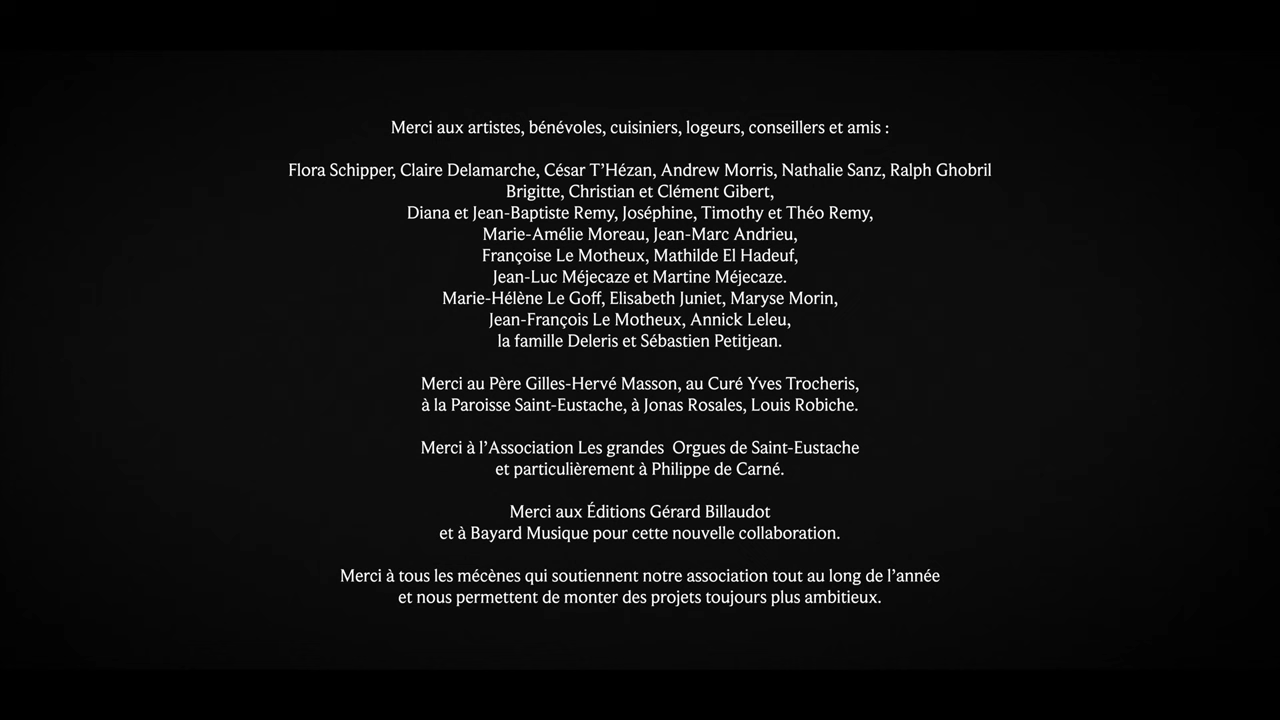 Merci aux artistes, bénévoles, cuisiniers, logeurs, conseillers et amis :
Flora Schipper, Claire Delamarche, César T’Hézan, Andrew Morris, Nathalie Sanz, Ralph Ghobril
Brigitte, Christian et Clément Gibert,
Diana et Jean-Baptiste Remy, Joséphine, Timothy et Théo Remy,
Marie-Amélie Moreau, Jean-Marc Andrieu,
Françoise Le Motheux, Mathilde El Hadeuf,
Jean-Luc Méjecaze et Martine Méjecaze.
Marie-Hélène Le Goff, Elisabeth Juniet, Maryse Morin,
Jean-François Le Motheux, Annick Leleu,
la famille Deleris et Sébastien Petitjean.
Merci au Père Gilles-Hervé Masson, au Curé Yves Trocheris,
à la Paroisse Saint-Eustache, à Jonas Rosales, Louis Robiche.
Merci à l’Association Les grandes  Orgues de Saint-Eustache
et particulièrement à Philippe de Carné.
Merci aux Éditions Gérard Billaudot
et à Bayard Musique pour cette nouvelle collaboration.
Merci à tous les mécènes qui soutiennent notre association tout au long de l’année
et nous permettent de monter des projets toujours plus ambitieux.